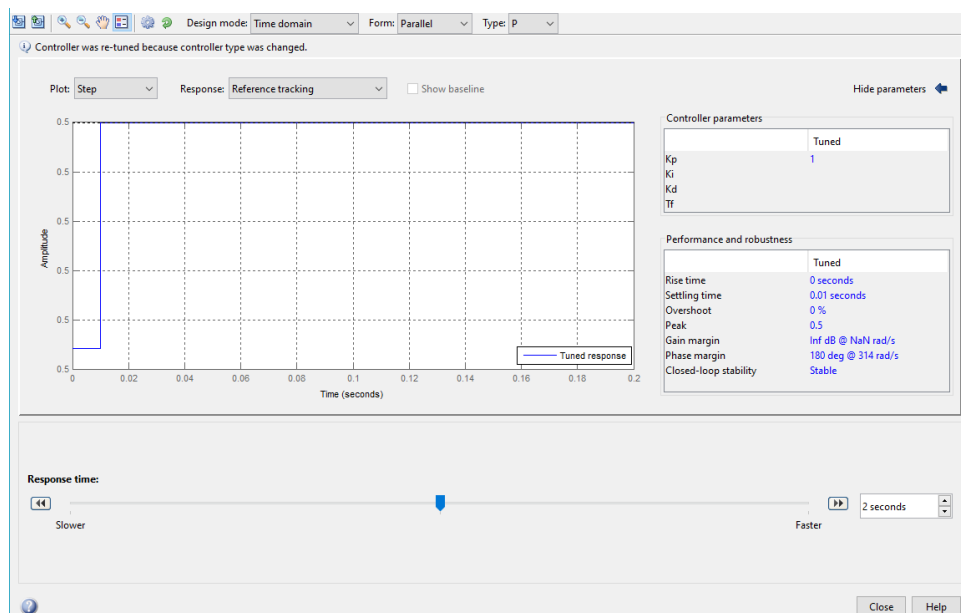 Design mode: Time domain Form: Parallel Type: P
Controller was re-tuned because controller type was changed.
Plot: Step Response: Reference tracking Show baseline Hide parameters
0.5
0.5
0.5
0.5
0.5
0.5
Amplitude
0 0.02 0.04 0.06 0.08 0.1 0.12 0.14 0.16 0.18 0.2
Time (seconds)
Tuned response
Controller parameters
Tuned
Kp 1
Ki
Kd
Tf
Performance and robustness
Tuned
Rise time 0 seconds
Settling time 0.01 seconds
Overshoot 0 %
Peak 0.5
Gain margin Inf dB @ NaN rad/s
Phase margin 180 deg @ 314 rad/s
Closed-loop stability Stable
Response time:
2 seconds
Slower Faster
Close Help